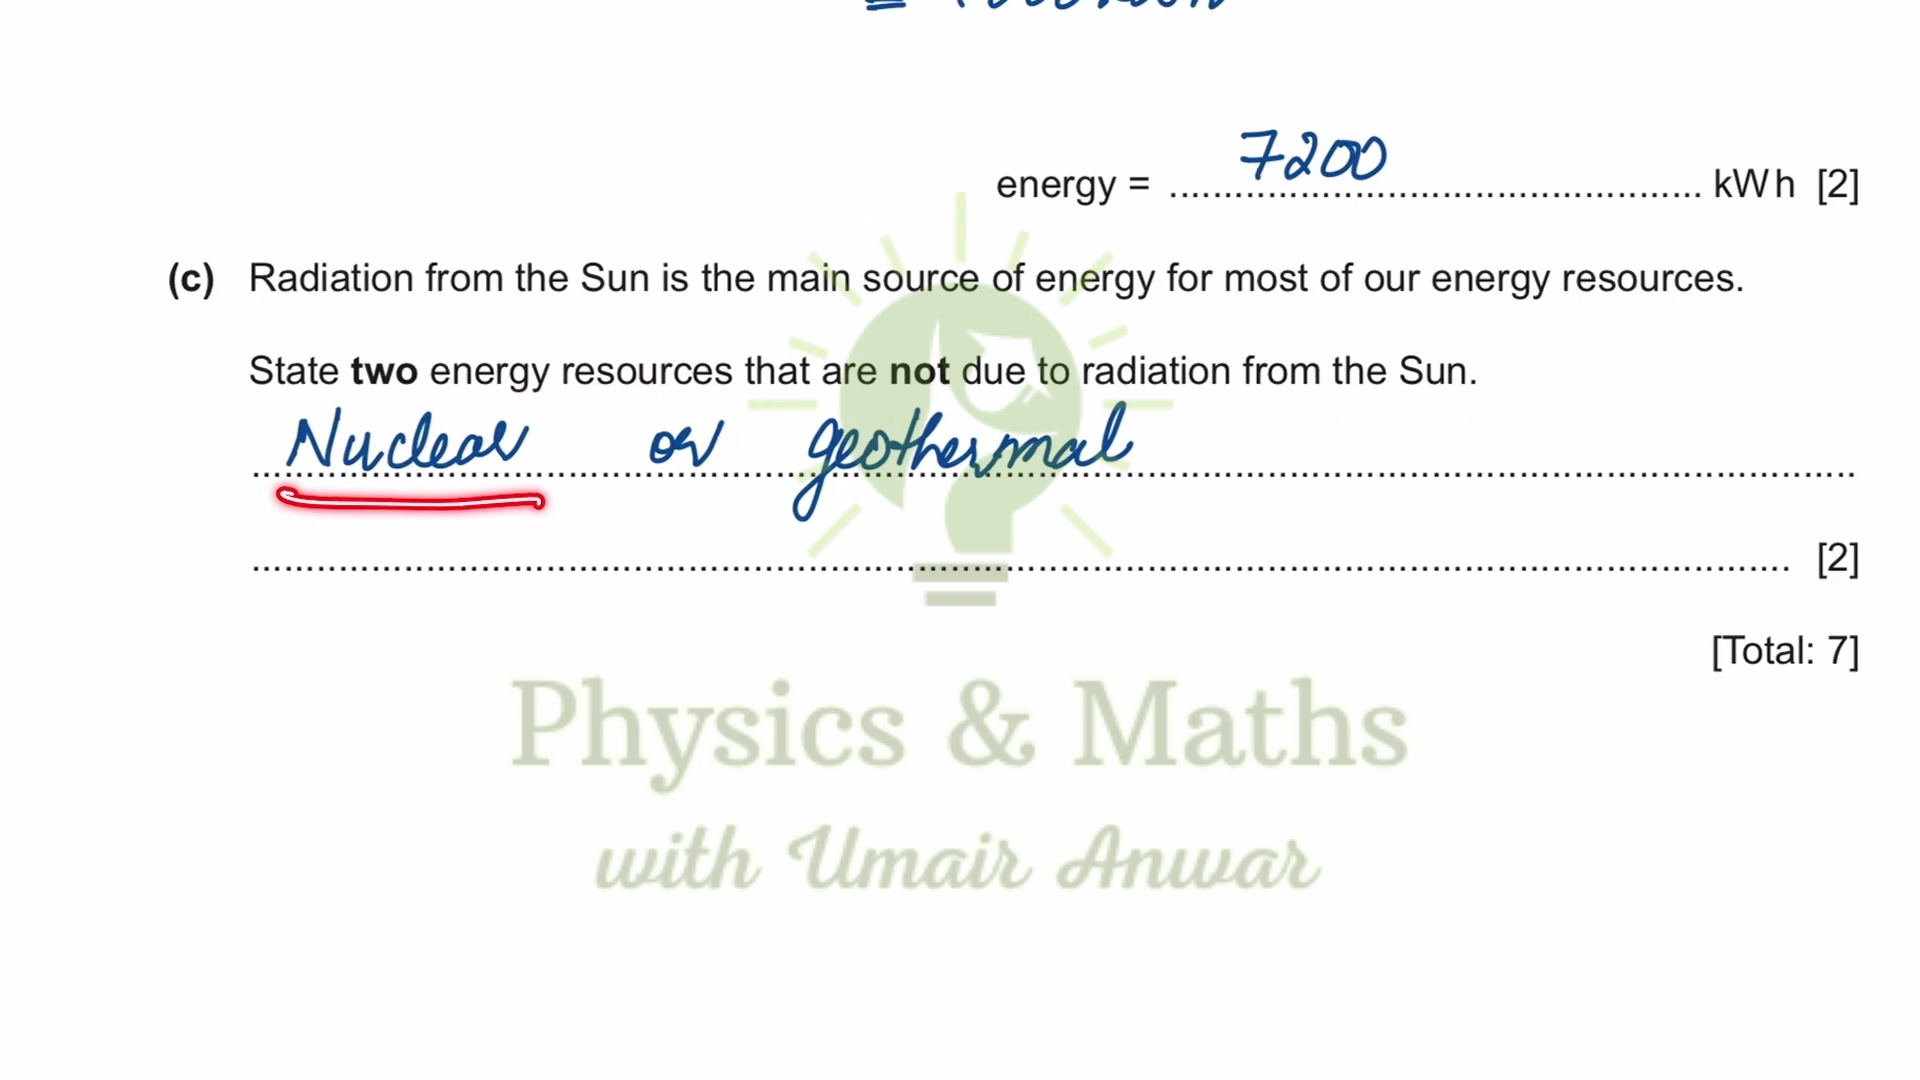 7200
energy = ........................................ kWh [2]
(c) Radiation from the Sun is the main source of energy for most of our energy resources.
State two energy resources that are not due to radiation from the Sun.
Nuclear or geothermal
........................................ [2]
[Total: 7]
Physics & Maths
with Umair Anwar